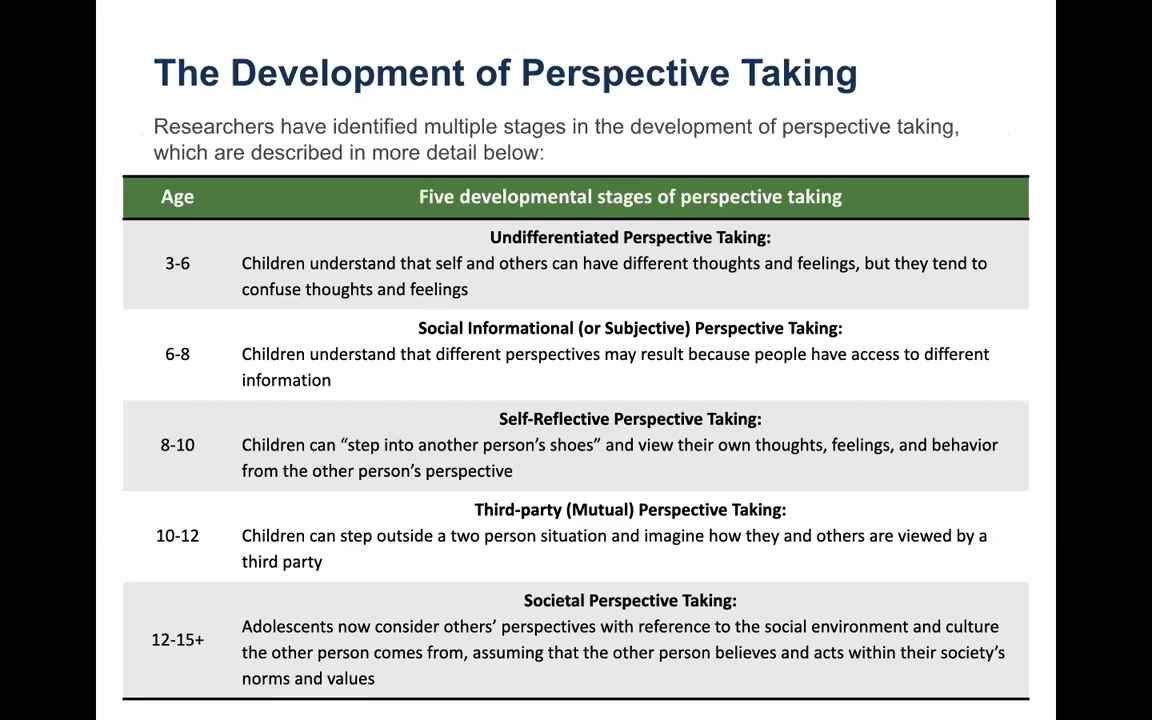 The Development of Perspective Taking
Researchers have identified multiple stages in the development of perspective taking,
which are described in more detail below:
Age Five developmental stages of perspective taking
Undifferentiated Perspective Taking:
3-6 Children understand that self and others can have different thoughts and feelings, but they tend to
confuse thoughts and feelings
Social Informational (or Subjective) Perspective Taking:
6-8 Children understand that different perspectives may result because people have access to different
information
Self-Reflective Perspective Taking:
8-10 Children can “step into another person’s shoes” and view their own thoughts, feelings, and behavior
from the other person’s perspective
Third-party (Mutual) Perspective Taking:
10-12 Children can step outside a two person situation and imagine how they and others are viewed by a
third party
Societal Perspective Taking:
Adolescents now consider others’ perspectives with reference to the social environment and culture
12-15+ the other person comes from, assuming that the other person believes and acts within their society’s
norms and values